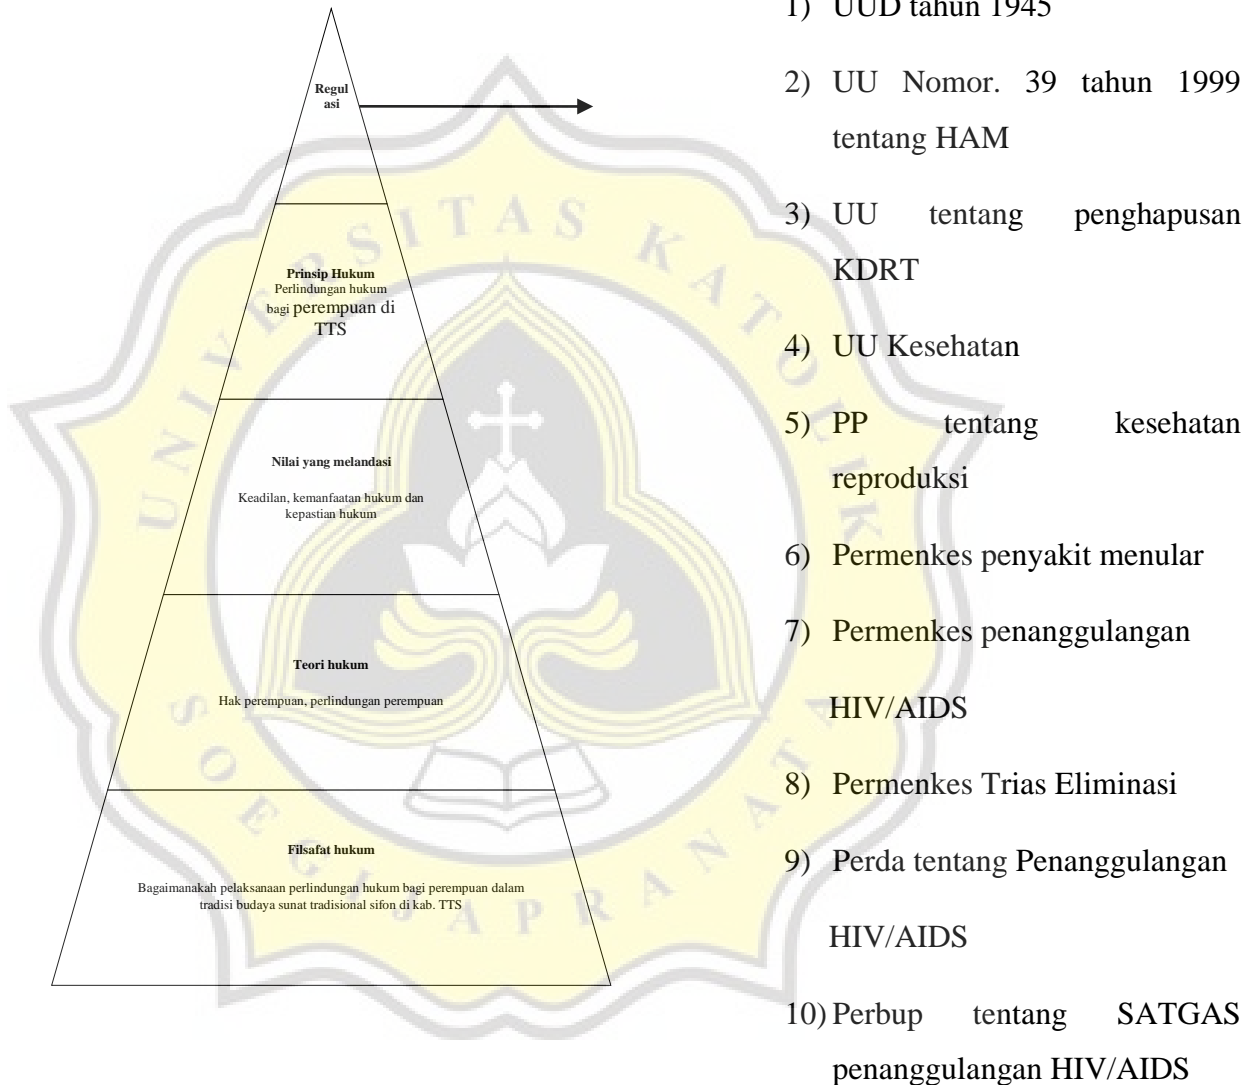 Regul
asi
Prinsip Hukum
Perlindungan hukum
bagi perempuan di
TTS
Nilai yang melandasi
Keadilan, kemanfaatan hukum dan
kepastian hukum
Teori hukum
Hak perempuan, perlindungan perempuan
Filsafat hukum
Bagaimanakah pelaksanaan perlindungan hukum bagi perempuan dalam
tradisi budaya sunat tradisional sifon di kab. TTS
1) UUD tahun 1945
2) UU Nomor. 39 tahun 1999
tentang HAM
3) UU tentang penghapusan
KDRT
4) UU Kesehatan
5) PP tentang kesehatan
reproduksi
6) Permenkes penyakit menular
7) Permenkes penanggulangan
HIV/AIDS
8) Permenkes Trias Eliminasi
9) Perda tentang Penanggulangan
HIV/AIDS
10) Perbup tentang SATGAS
penanggulangan HIV/AIDS
UNIVERSITAS KATOLIK
SOEGIJAPRANATA